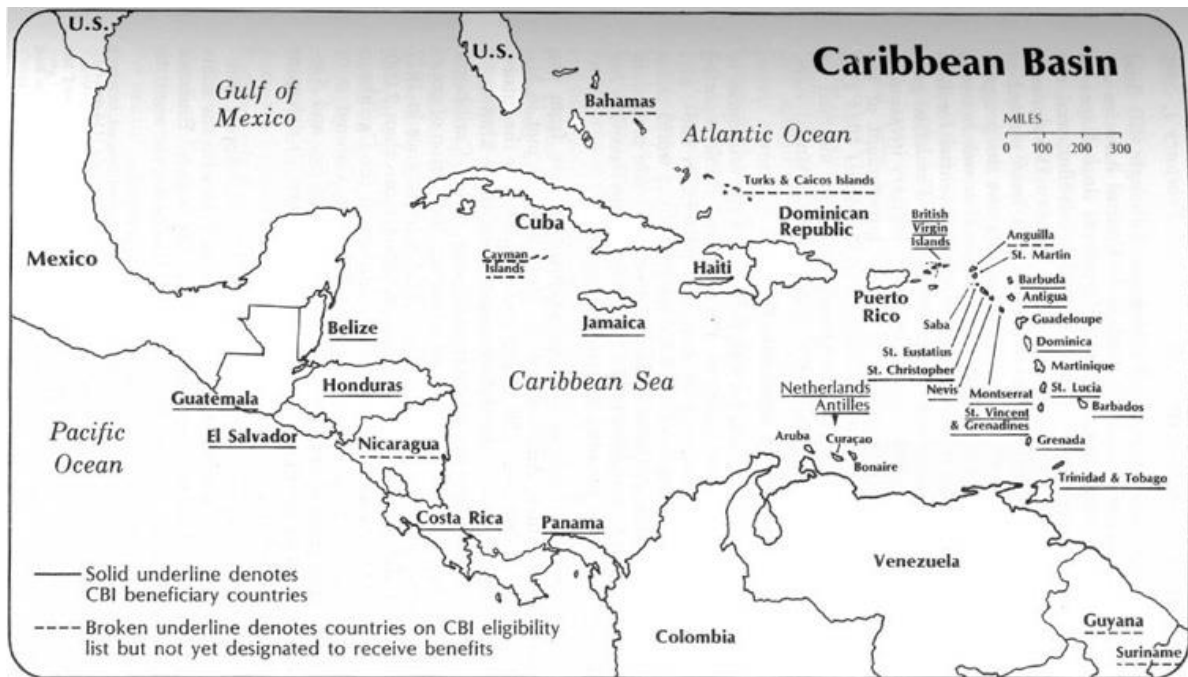 U.S.
U.S.
Caribbean Basin
Gulf of
Mexico
Bahamas
Atlantic Ocean
MILES
0 100 200 300
Turks & Caicos Islands
Cuba
Dominican
Republic
British
Virgin
Islands
Anguilla
St. Martin
Mexico
Cayman
Islands
Haiti
Barbuda
Antigua
Puerto
Rico
Jamaica
Belize
Saba
Guadeloupe
Dominica
St. Eustatius
St. Christopher
Martinique
Honduras
Caribbean Sea
Netherlands
Antilles
Nevis
Montserrat
St. Lucia
Guatemala
St. Vincent
& Grenadines
Barbados
El Salvador
Pacific
Ocean
Nicaragua
Aruba
Curaçao
Bonaire
Grenada
Trinidad & Tobago
Costa Rica
Panama
Venezuela
Solid underline denotes
CBI beneficiary countries
Broken underline denotes countries on CBI eligibility
list but not yet designated to receive benefits
Colombia
Guyana
Suriname